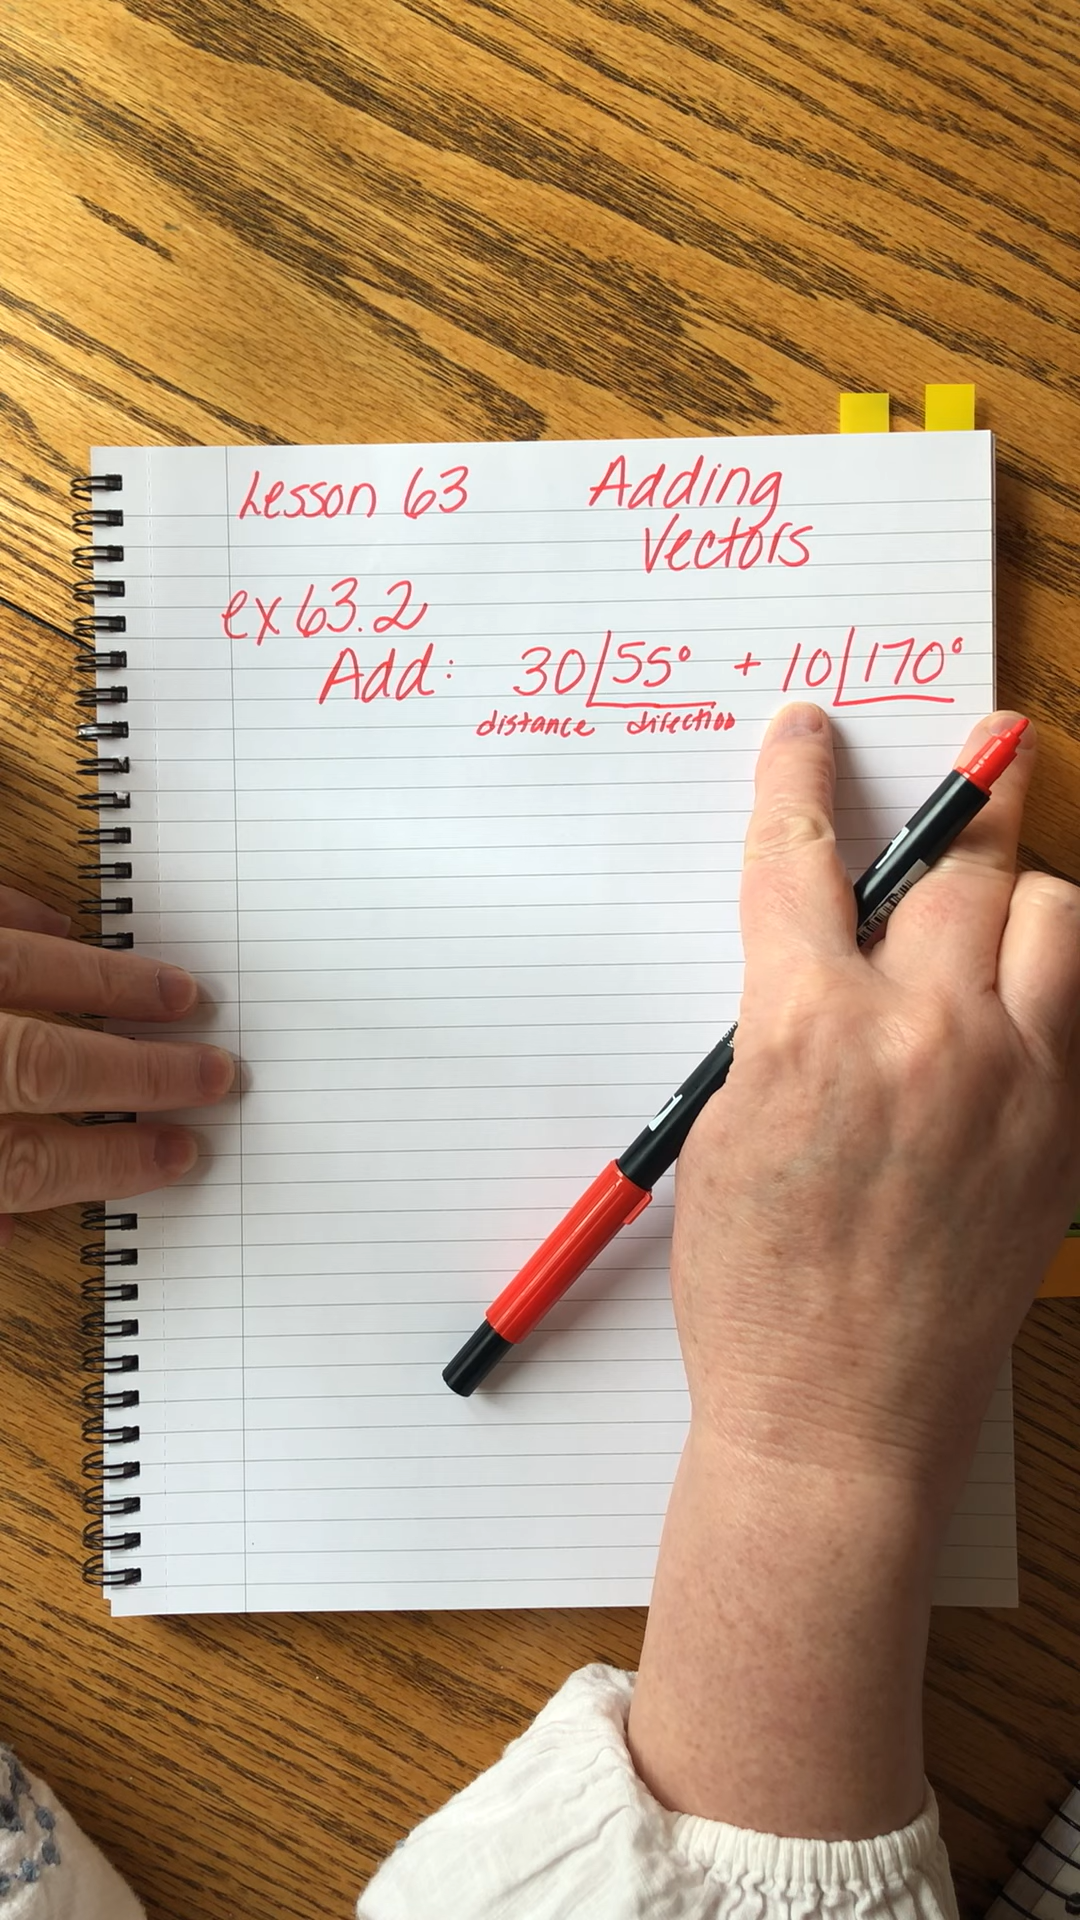 Lesson 63 Adding
Vectors
ex 63.2
Add: 30∠55° + 10∠170°
distance direction